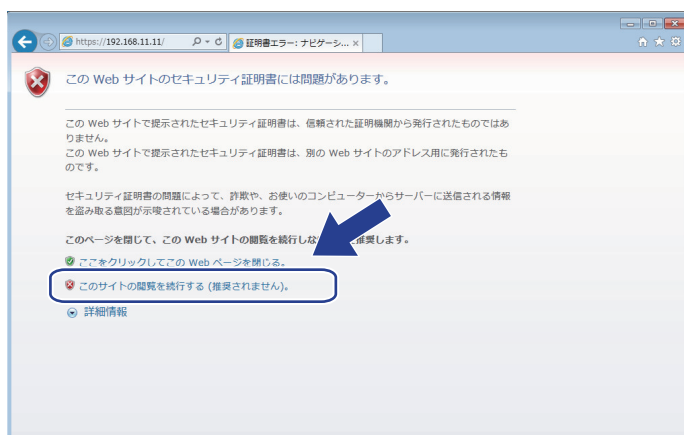 https://192.168.11.11/
証明書エラー: ナビゲーシ...
この Web サイトのセキュリティ証明書には問題があります。
この Web サイトで提示されたセキュリティ証明書は、信頼された証明機関から発行されたものではあ
りません。
この Web サイトで提示されたセキュリティ証明書は、別の Web サイトのアドレス用に発行されたも
のです。
セキュリティ証明書の問題によって、詐欺や、お使いのコンピューターからサーバーに送信される情報
を盗み取る意図が示唆されている場合があります。
このページを閉じて、この Web サイトの閲覧を続行しな 推奨します。
ここをクリックしてこの Web ページを閉じる。
このサイトの閲覧を続行する (推奨されません)。
詳細情報